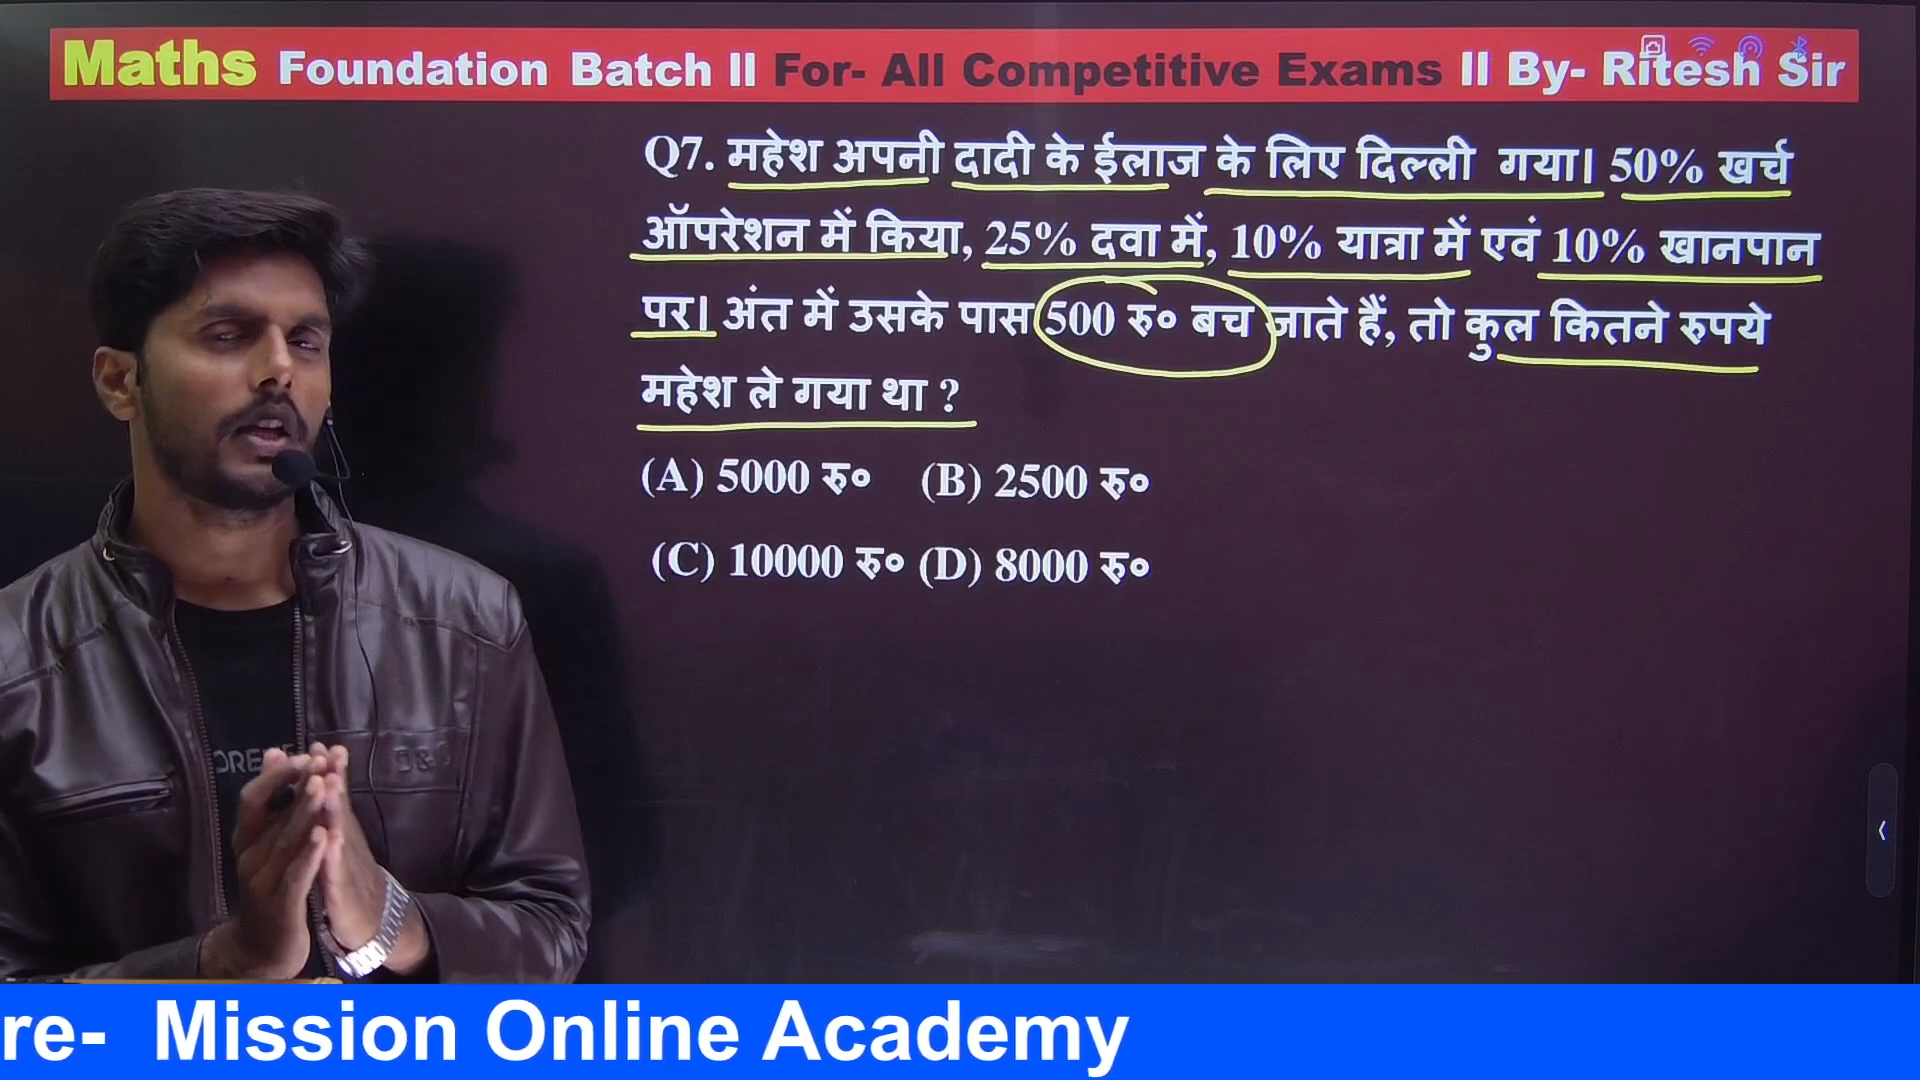 Maths Foundation Batch II For- All Competitive Exams II By- Ritesh Sir
Q7. महेश अपनी दादी के ईलाज के लिए दिल्ली गया। 50% खर्च
ऑपरेशन में किया, 25% दवा में, 10% यात्रा में एवं 10% खानपान
पर। अंत में उसके पास 500 रु० बच जाते हैं, तो कुल कितने रुपये
महेश ले गया था ?
(A) 5000 रु० (B) 2500 रु०
(C) 10000 रु० (D) 8000 रु०
re- Mission Online Academy